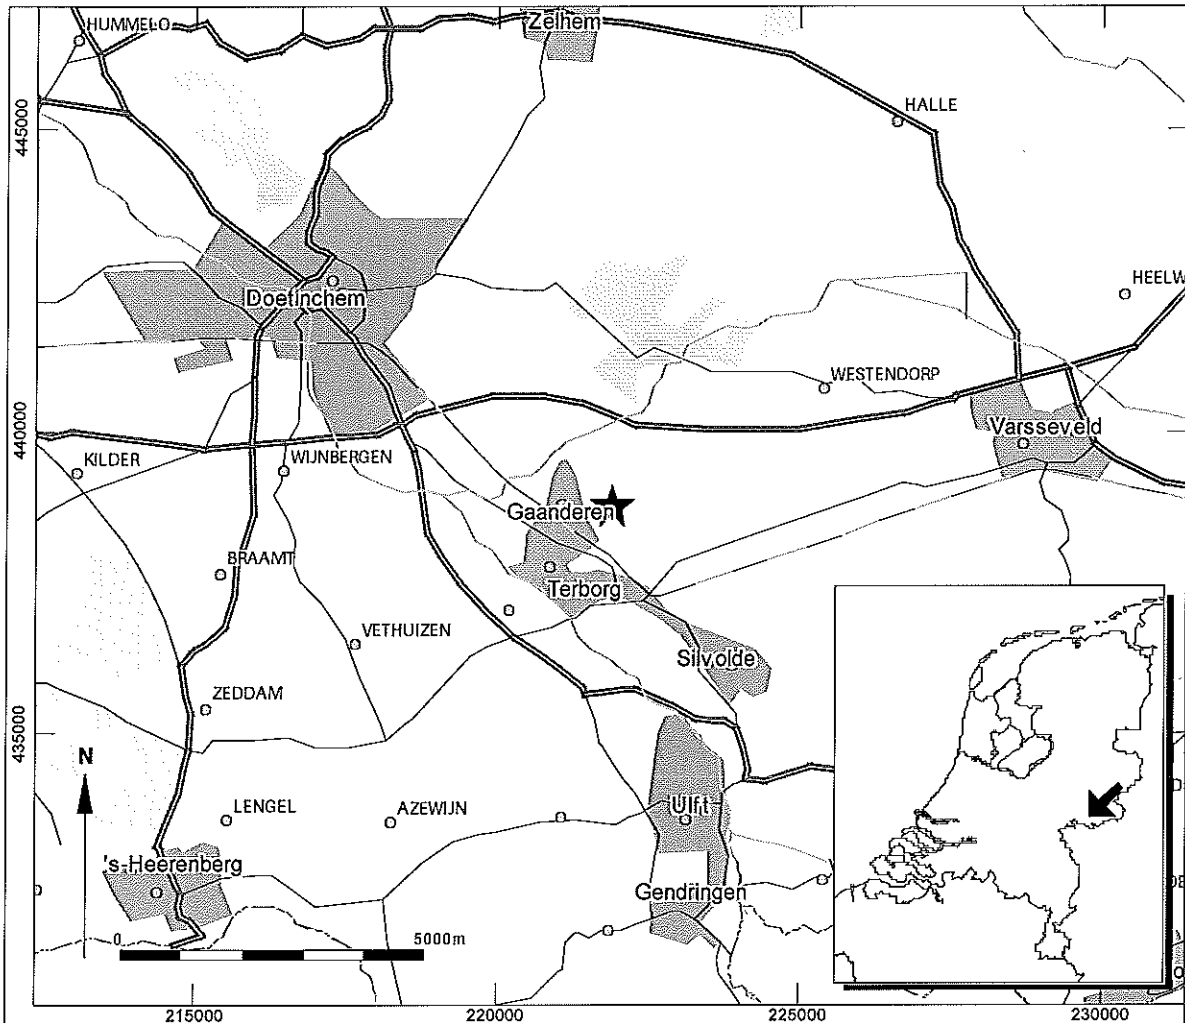 Zelhem
HUMMELO
HALLE
445000
HEELW
Doetinchem
WESTENDORP
Varsseveld
440000
KILDER
WIJNBERGEN
Gaanderen
BRAAMT
Terborg
VETHUIZEN
Silvolde
ZEDDAM
435000
N
LENGEL
AZEWIJN
Ulft
's-Heerenberg
Gendringen
0
5000m
215000
220000
225000
230000